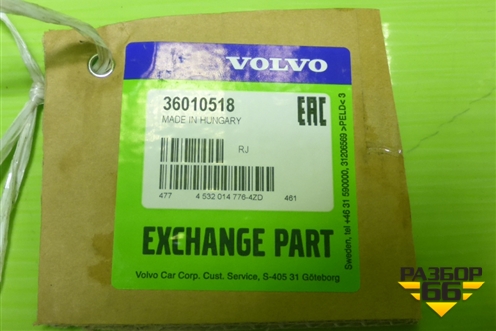 VOLVO
36010518
MADE IN HUNGARY
EAC
RJ
477 4 532 014 776-4ZD 461
EXCHANGE PART
Volvo Car Corp. Cust. Service, S-405 31 Göteborg
Sweden, tel +46 31 590000, 31206569 >PELD< 3
РАЗБОР
66